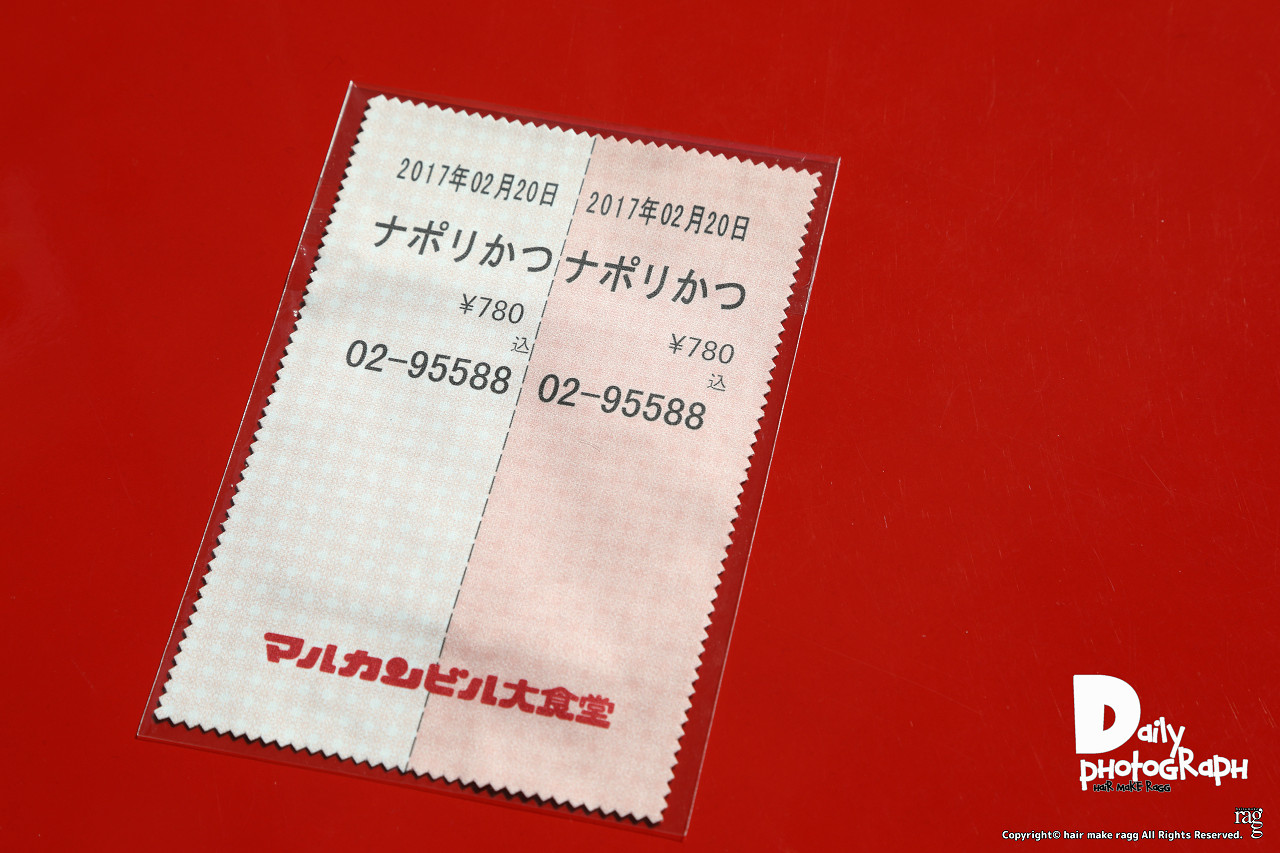 2017年02月20日
ナポリかつ
¥780
込
02-95588
2017年02月20日
ナポリかつ
¥780
込
02-95588
マルカンビル大食堂
Daily
photograph
HAIR MAKE RAGG
rag
Copyright© hair make ragg All Rights Reserved.